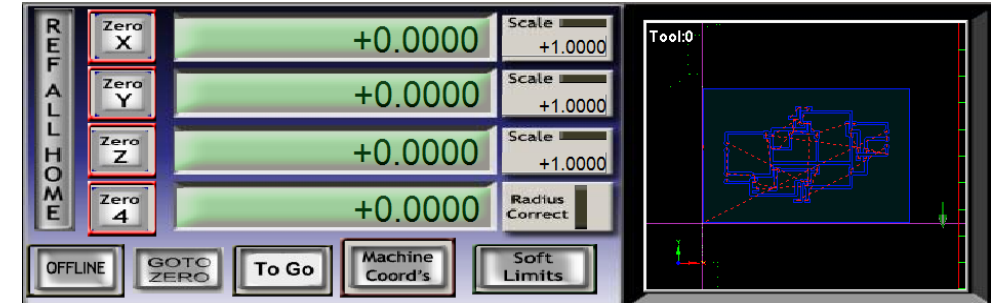 REF ALL HOME
Zero X
+0.0000
Scale
+1.0000
Zero Y
+0.0000
Scale
+1.0000
Zero Z
+0.0000
Scale
+1.0000
Zero 4
+0.0000
Radius
Correct
OFFLINE
GOTO
ZERO
To Go
Machine
Coord's
Soft
Limits
Tool:0
Y